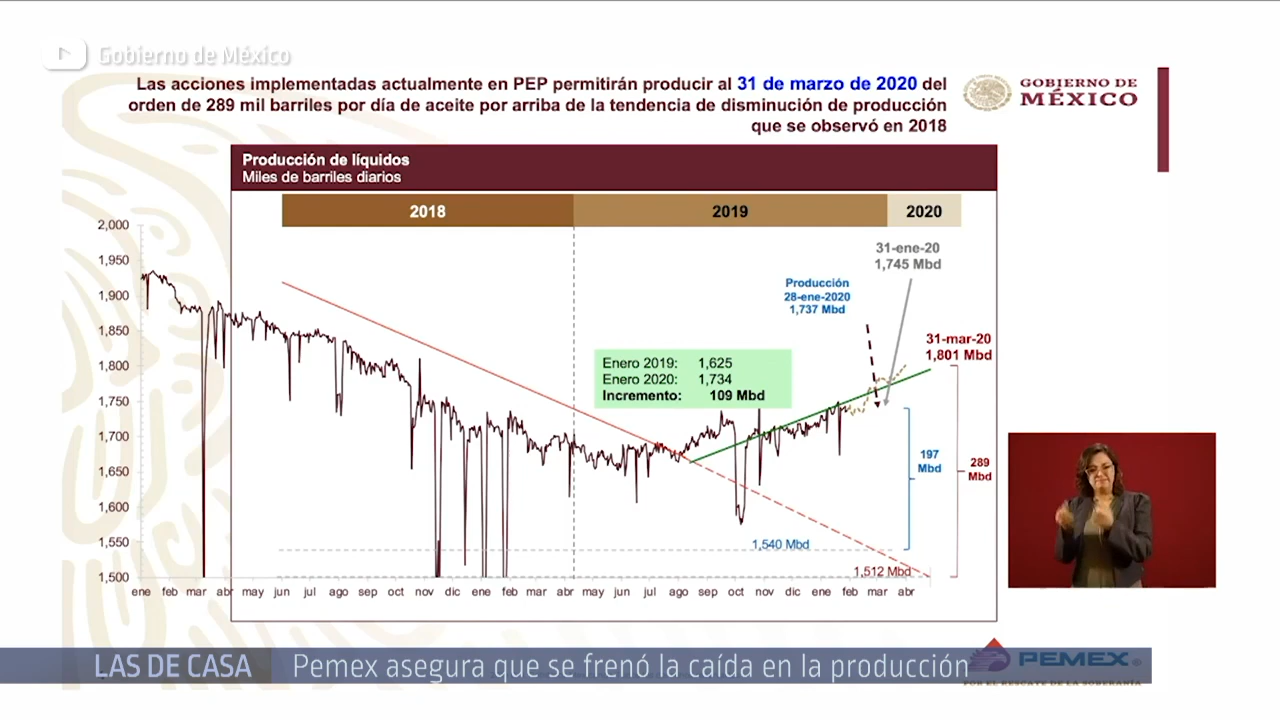 Gobierno de México
Las acciones implementadas actualmente en PEP permitirán producir al 31 de marzo de 2020 del
orden de 289 mil barriles por día de aceite por arriba de la tendencia de disminución de producción
que se observó en 2018
GOBIERNO DE
MÉXICO
Producción de líquidos
Miles de barriles diarios
2018
2019
2020
2,000
1,950
1,900
1,850
1,800
1,750
1,700
1,650
1,600
1,550
1,500
31-ene-20
1,745 Mbd
Producción
28-ene-2020
1,737 Mbd
31-mar-20
1,801 Mbd
Enero 2019: 1,625
Enero 2020: 1,734
Incremento: 109 Mbd
197
Mbd
289
Mbd
1,540 Mbd
1,512 Mbd
ene feb mar abr may jun jul ago sep oct nov dic ene feb mar abr may jun jul ago sep oct nov dic ene feb mar abr
LAS DE CASA
Pemex asegura que se frenó la caída en la producción
PEMEX
POR EL RESCATE DE LA SOBERANÍA